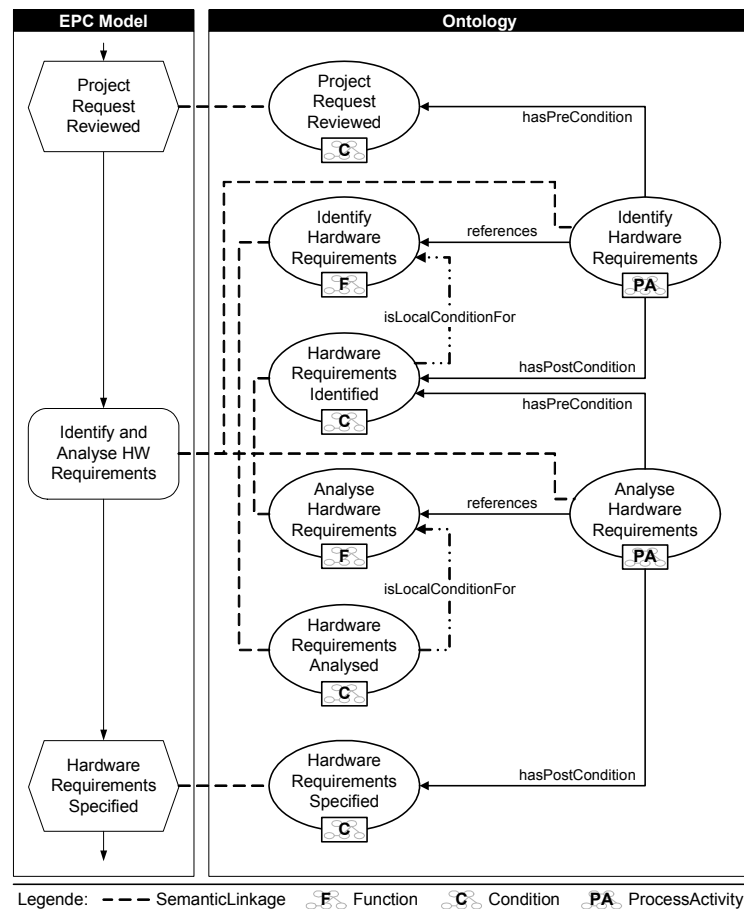 EPC Model
Ontology
Project
Request
Reviewed
Project
Request
Reviewed
C
hasPreCondition
Identify
Hardware
Requirements
F
references
Identify
Hardware
Requirements
PA
isLocalConditionFor
Hardware
Requirements
Identified
C
hasPostCondition
hasPreCondition
Identify and
Analyse HW
Requirements
Analyse
Hardware
Requirements
F
references
Analyse
Hardware
Requirements
PA
isLocalConditionFor
Hardware
Requirements
Analysed
C
Hardware
Requirements
Specified
Hardware
Requirements
Specified
C
hasPostCondition
Legende: SemanticLinkage F Function C Condition PA ProcessActivity